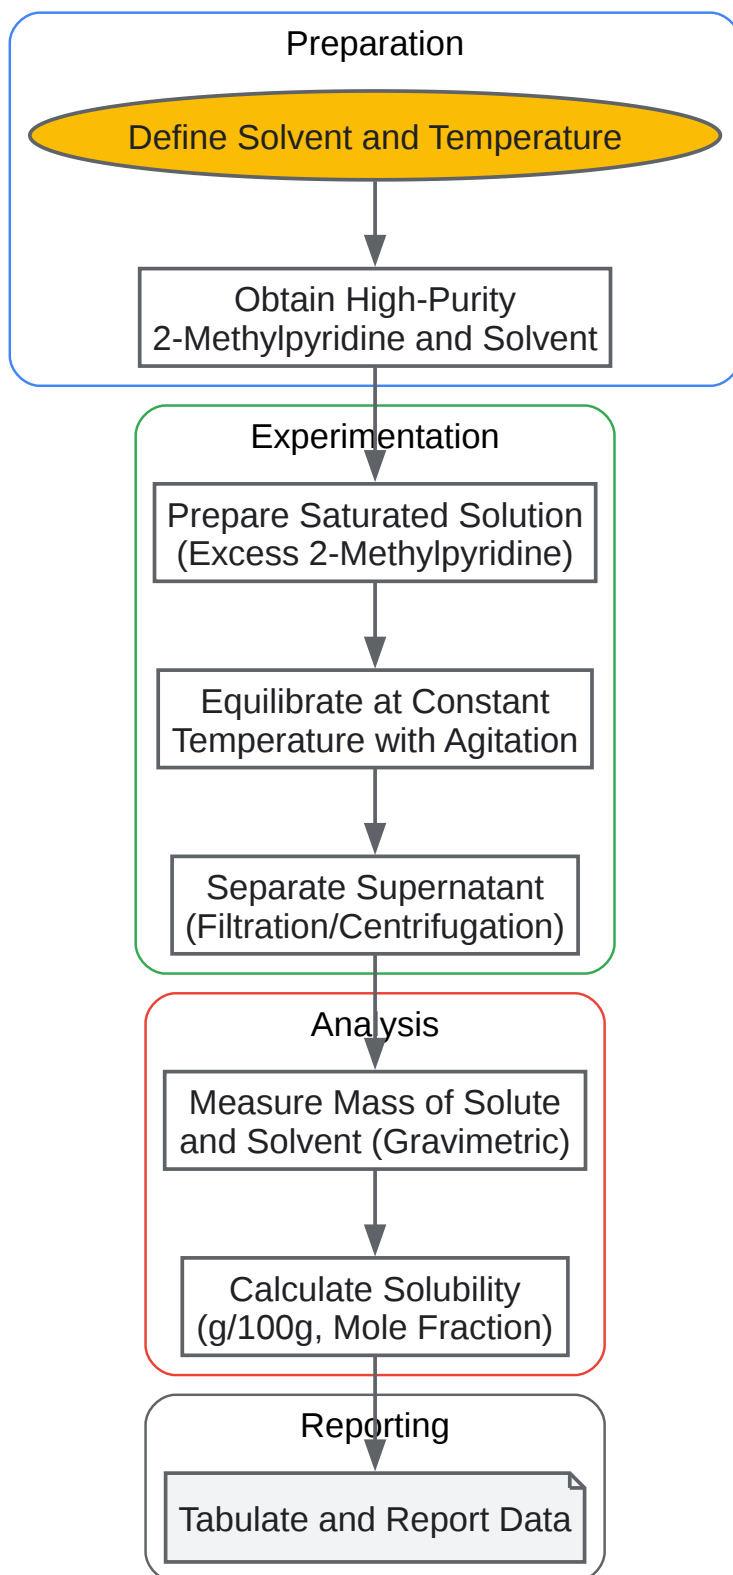 Preparation
Define Solvent and Temperature
Obtain High-Purity
2-Methylpyridine and Solvent
Experimentation
Prepare Saturated Solution
(Excess 2-Methylpyridine)
Equilibrate at Constant
Temperature with Agitation
Separate Supernatant
(Filtration/Centrifugation)
Analysis
Measure Mass of Solute
and Solvent (Gravimetric)
Calculate Solubility
(g/100g, Mole Fraction)
Reporting
Tabulate and Report Data